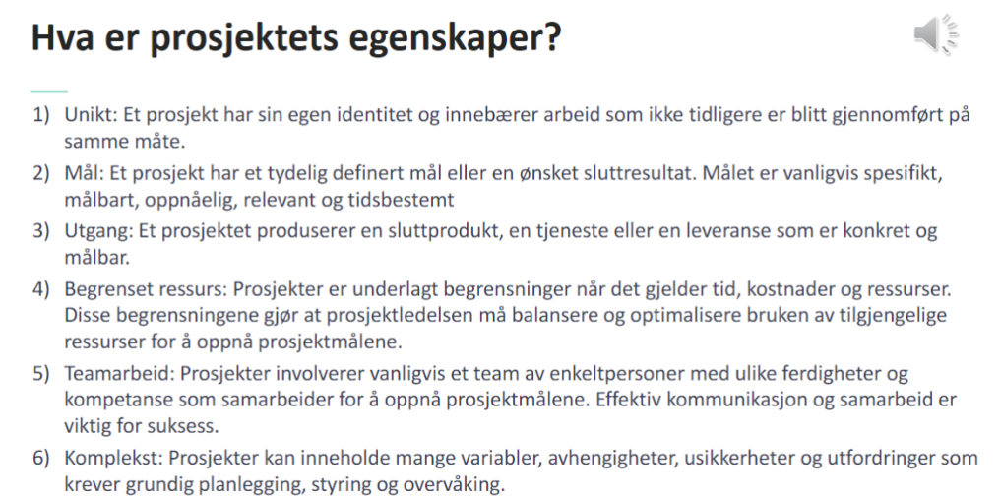 Hva er prosjektets egenskaper?
1) Unikt: Et prosjekt har sin egen identitet og innebærer arbeid som ikke tidligere er blitt gjennomført på
samme måte.
2) Mål: Et prosjekt har et tydelig definert mål eller en ønsket sluttresultat. Målet er vanligvis spesifikt,
målbart, oppnåelig, relevant og tidsbestemt
3) Utgang: Et prosjektet produserer en sluttprodukt, en tjeneste eller en leveranse som er konkret og
målbar.
4) Begrenset ressurs: Prosjekter er underlagt begrensninger når det gjelder tid, kostnader og ressurser.
Disse begrensningene gjør at prosjektledelsen må balansere og optimalisere bruken av tilgjengelige
ressurser for å oppnå prosjektmålene.
5) Teamarbeid: Prosjekter involverer vanligvis et team av enkeltpersoner med ulike ferdigheter og
kompetanse som samarbeider for å oppnå prosjektmålene. Effektiv kommunikasjon og samarbeid er
viktig for suksess.
6) Komplekst: Prosjekter kan inneholde mange variabler, avhengigheter, usikkerheter og utfordringer som
krever grundig planlegging, styring og overvåking.